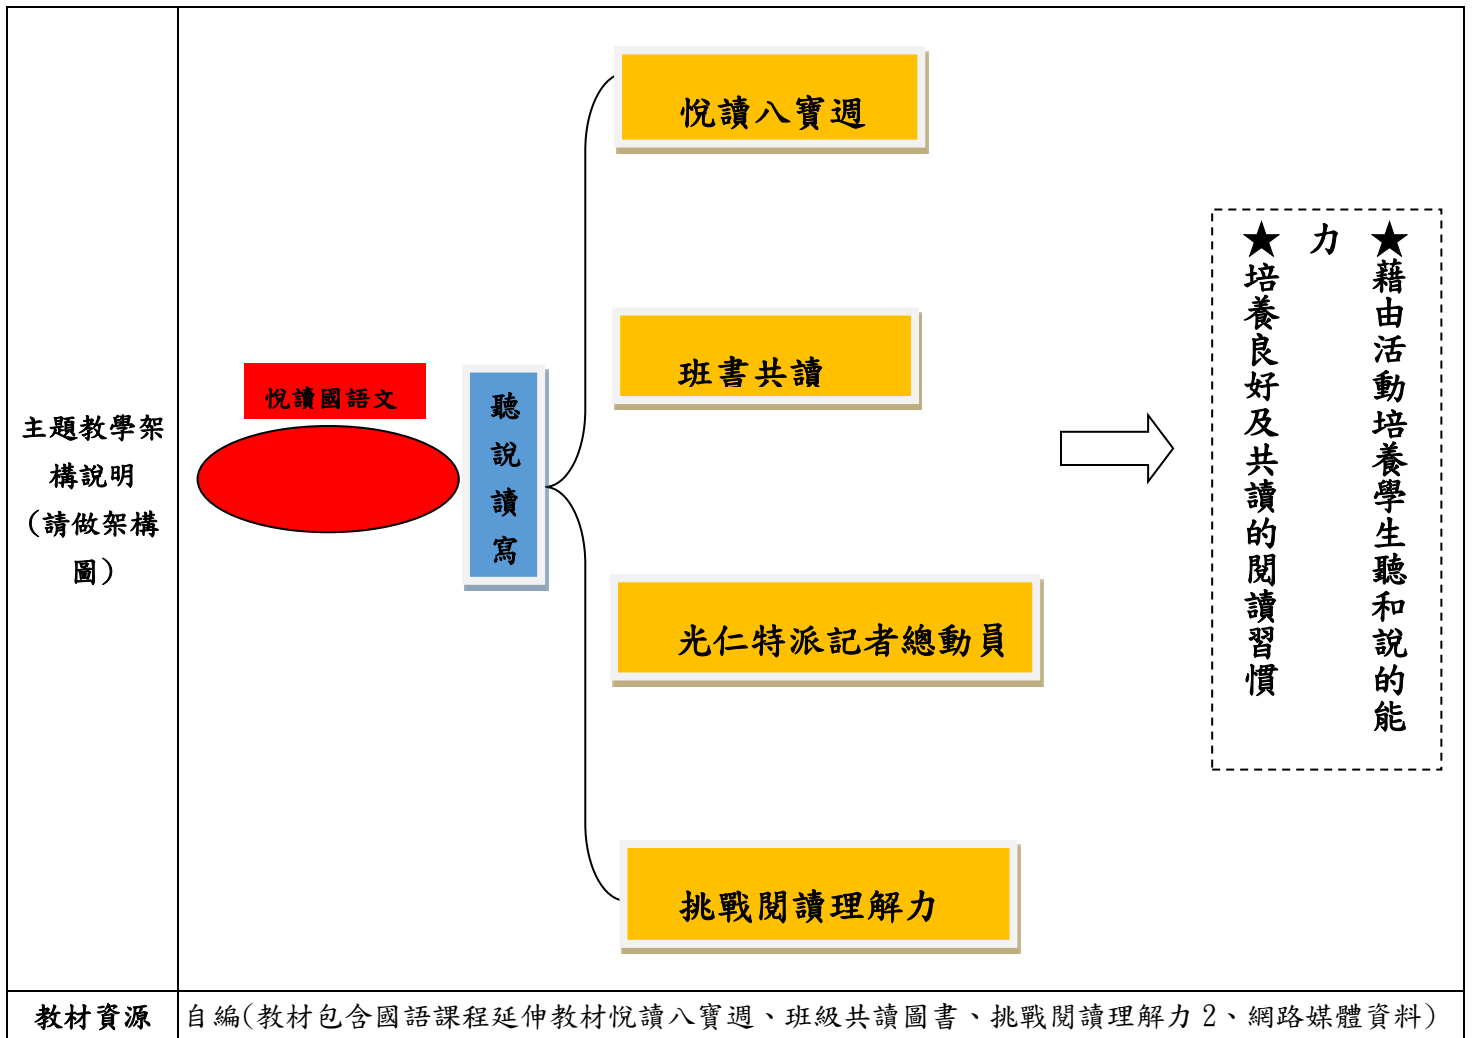 主題教學架
構說明
(請做架構
圖)
悅讀國語文
聽說讀寫
悅讀八寶週
班書共讀
光仁特派記者總動員
挑戰閱讀理解力
★藉由活動培養學生聽和說的能
力
★培養良好及共讀的閱讀習慣
教材資源
自編(教材包含國語課程延伸教材悅讀八寶週、班級共讀圖書、挑戰閱讀理解力 2、網路媒體資料)